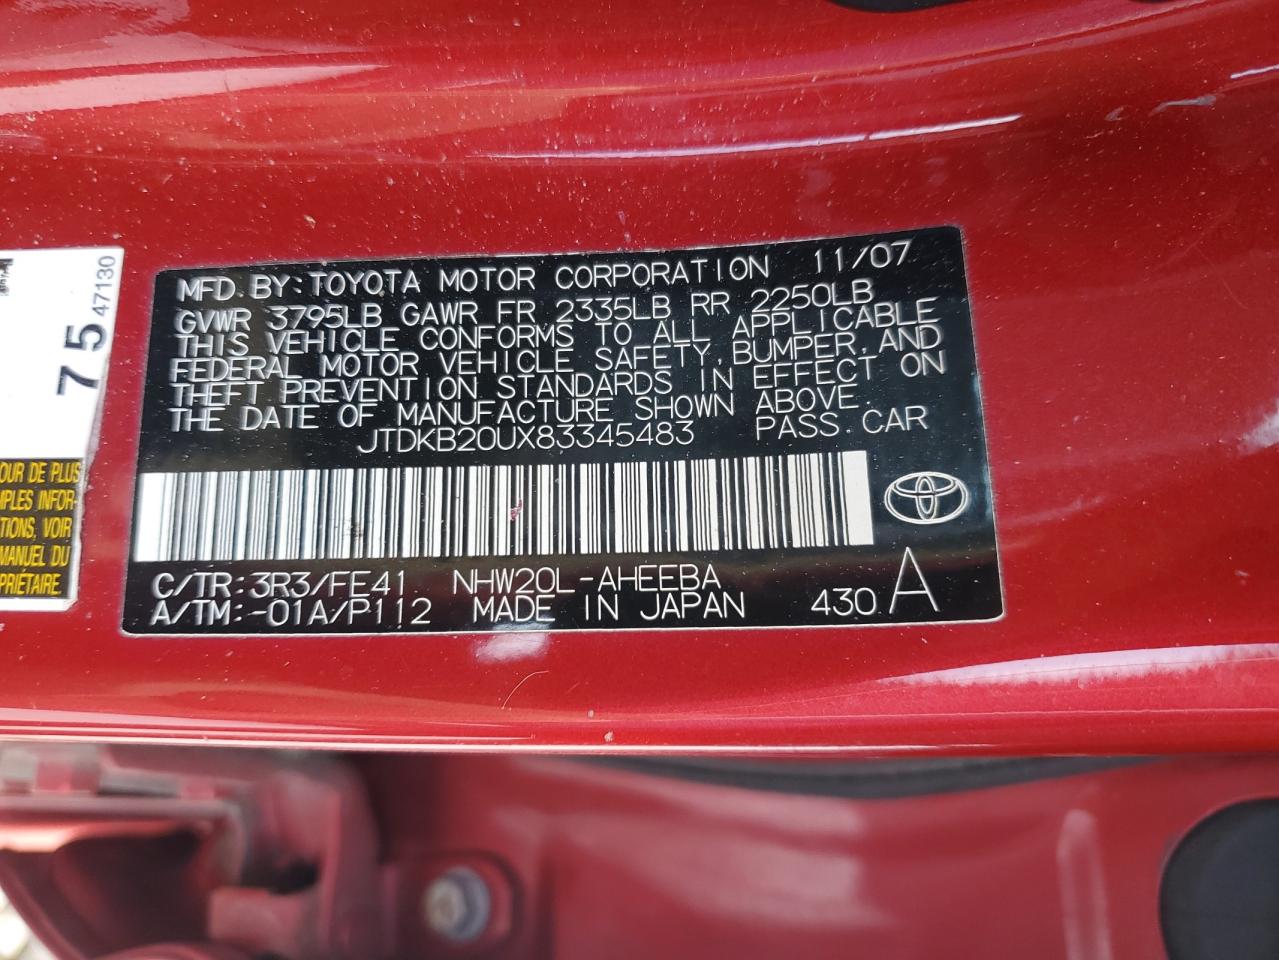 MFD. BY: TOYOTA MOTOR CORPORATION 11/07
GVWR 3795LB GAWR FR 2335LB RR 2250LB
THIS VEHICLE CONFORMS TO ALL APPLICABLE
FEDERAL MOTOR VEHICLE SAFETY, BUMPER, AND
THEFT PREVENTION STANDARDS IN EFFECT ON
THE DATE OF MANUFACTURE SHOWN ABOVE.
JTDKB20UX83345483 PASS. CAR
C/TR: 3R3/FE41 NHW20L-AHEEBA
A/TM: -01A/P112 MADE IN JAPAN 430 A
75
47130
OUR DE PLUS
MPLES INFOR-
TIONS, VOIR
MANUEL DU
PROPRIÉTAIRE.